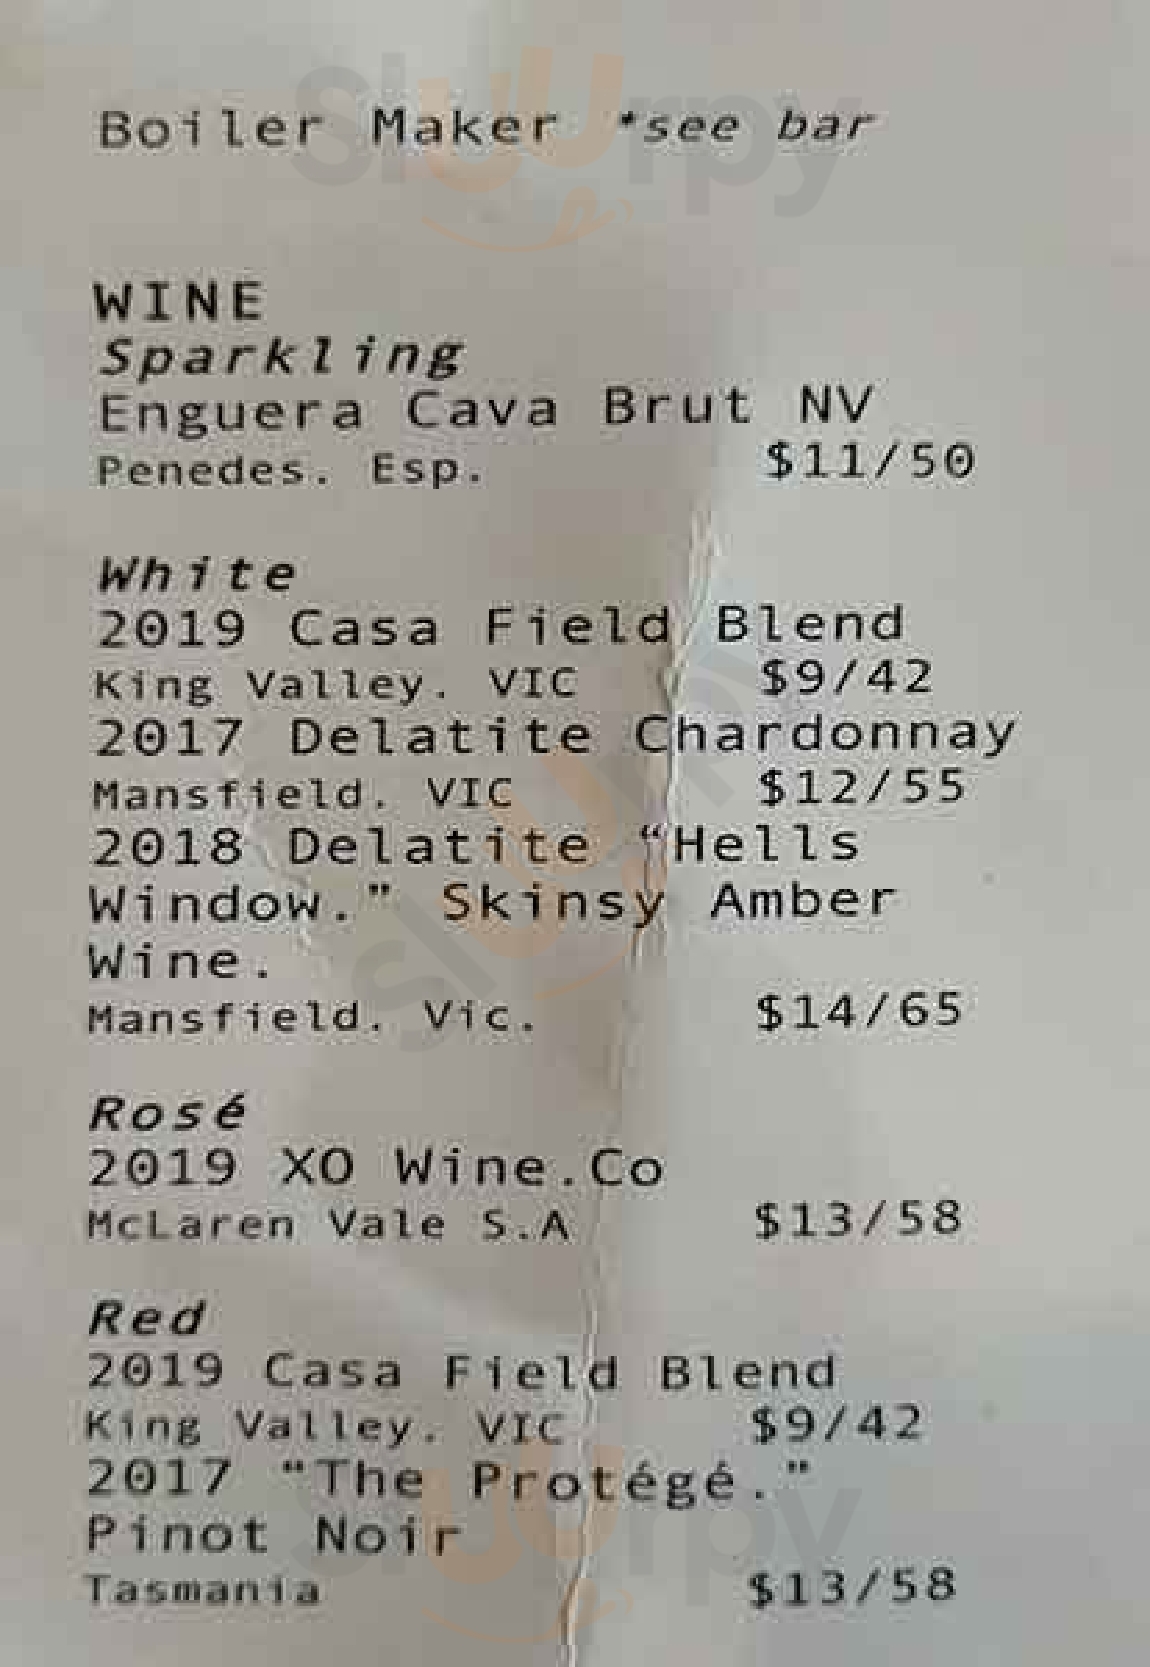 Boiler Maker *see bar
WINE
Sparkling
Enguera Cava Brut NV
Penedes. Esp. $11/50
White
2019 Casa Field Blend
King Valley. VIC $9/42
2017 Delatite Chardonnay
Mansfield. VIC $12/55
2018 Delatite “Hells
Window.” Skinsy Amber
Wine.
Mansfield. Vic. $14/65
Rosé
2019 XO Wine.Co
McLaren Vale S.A $13/58
Red
2019 Casa Field Blend
King Valley. VIC $9/42
2017 “The Protégé.”
Pinot Noir
Tasmania $13/58
Slurpy
Slurpy
Slurpy